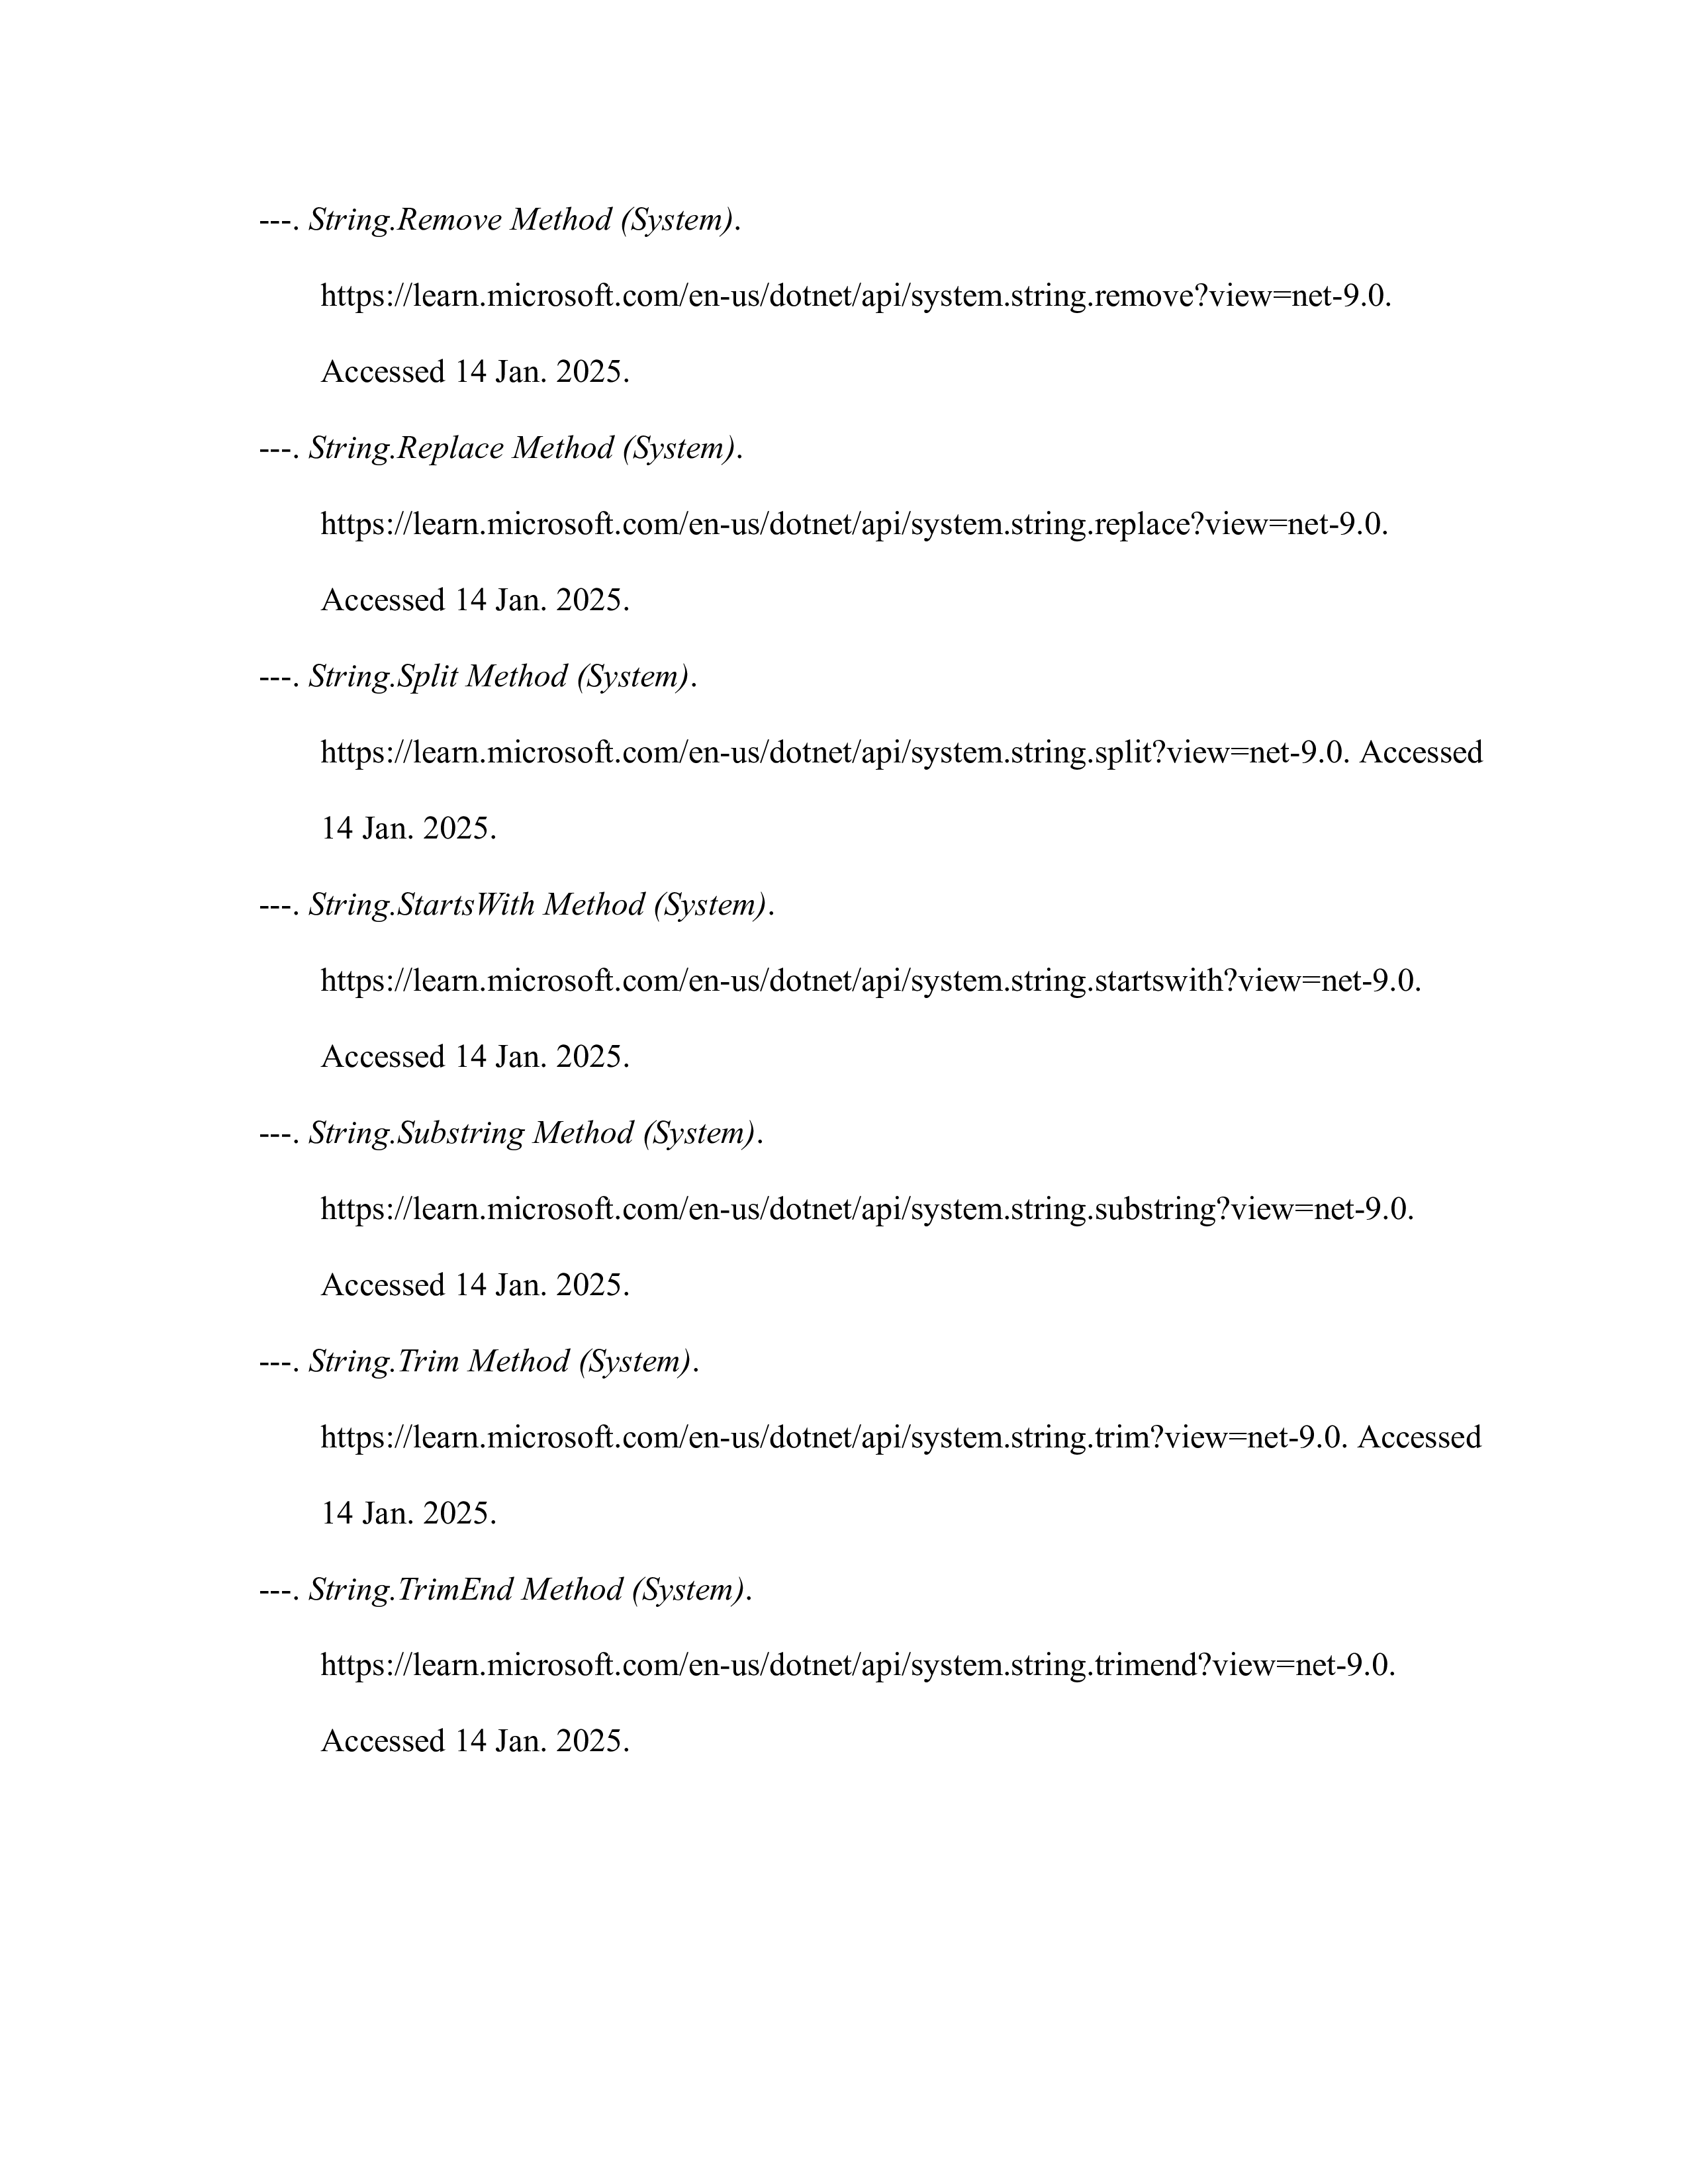 ---. String.Remove Method (System).
https://learn.microsoft.com/en-us/dotnet/api/system.string.remove?view=net-9.0.
Accessed 14 Jan. 2025.
---. String.Replace Method (System).
https://learn.microsoft.com/en-us/dotnet/api/system.string.replace?view=net-9.0.
Accessed 14 Jan. 2025.
---. String.Split Method (System).
https://learn.microsoft.com/en-us/dotnet/api/system.string.split?view=net-9.0. Accessed
14 Jan. 2025.
---. String.StartsWith Method (System).
https://learn.microsoft.com/en-us/dotnet/api/system.string.startswith?view=net-9.0.
Accessed 14 Jan. 2025.
---. String.Substring Method (System).
https://learn.microsoft.com/en-us/dotnet/api/system.string.substring?view=net-9.0.
Accessed 14 Jan. 2025.
---. String.Trim Method (System).
https://learn.microsoft.com/en-us/dotnet/api/system.string.trim?view=net-9.0. Accessed
14 Jan. 2025.
---. String.TrimEnd Method (System).
https://learn.microsoft.com/en-us/dotnet/api/system.string.trimend?view=net-9.0.
Accessed 14 Jan. 2025.